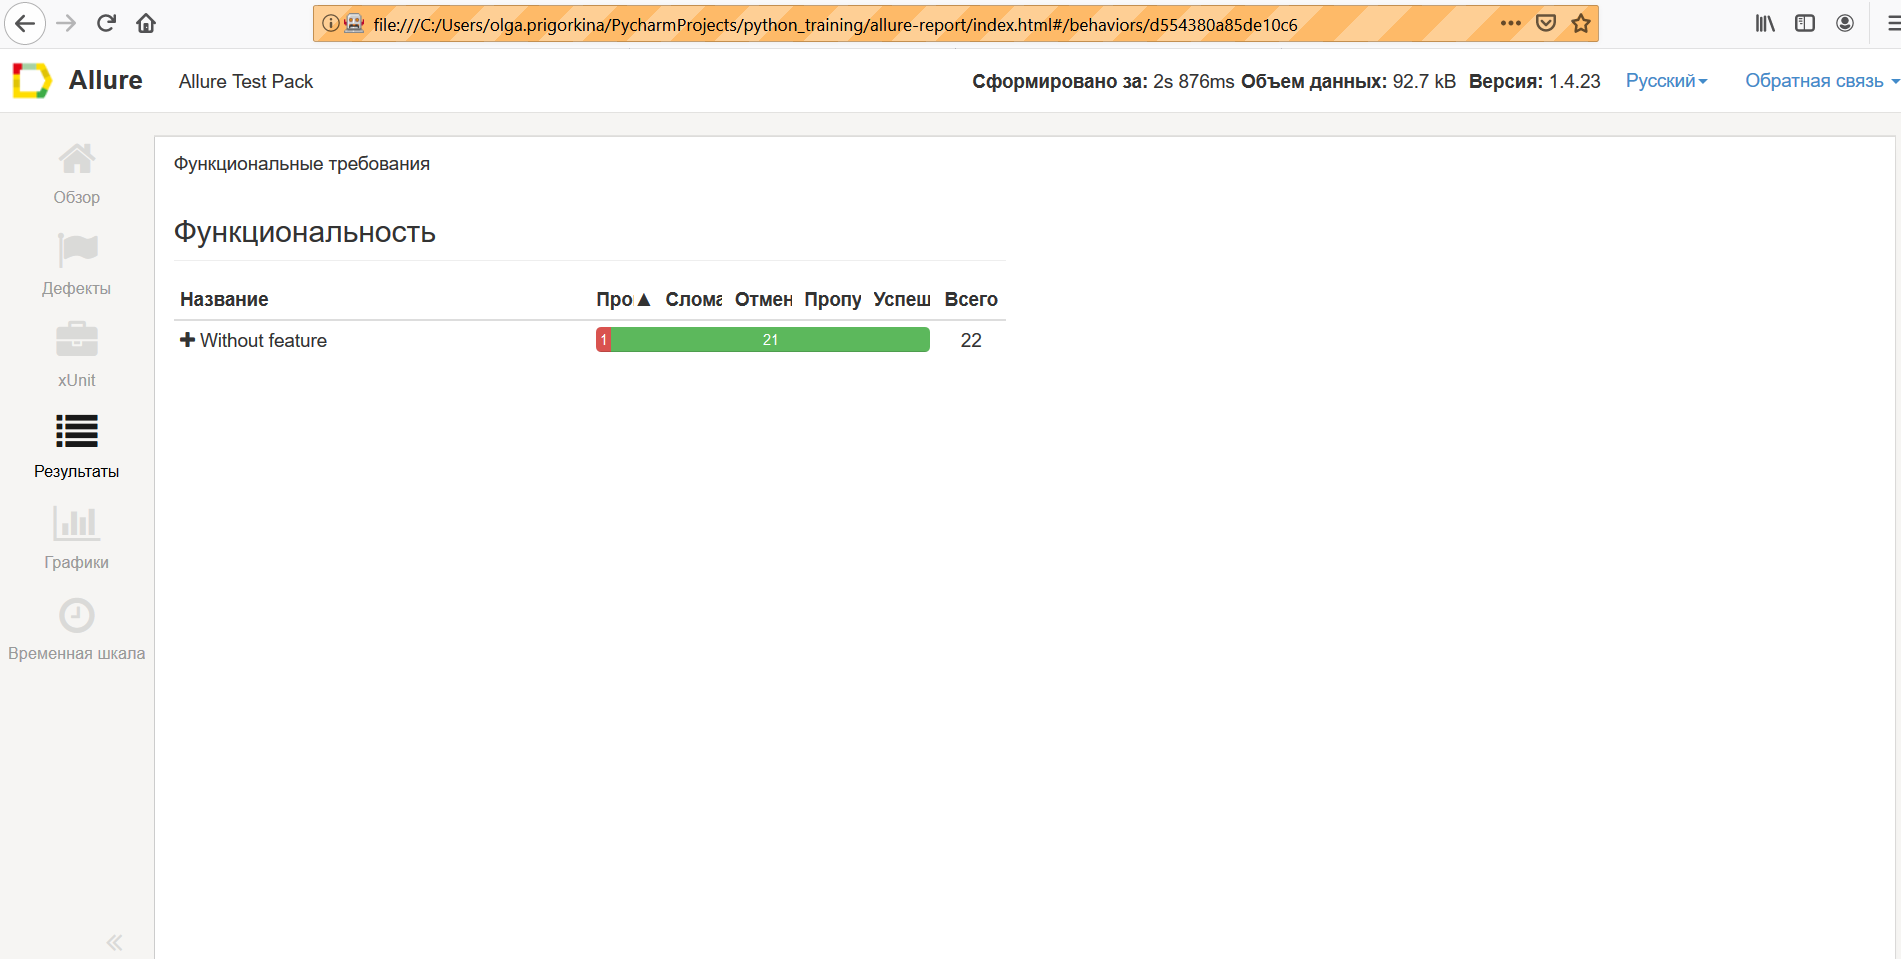 file:///C:/Users/olga.prigorkina/PycharmProjects/python_training/allure-report/index.html#/behaviors/d554380a85de10c6
Allure Allure Test Pack Сформировано за: 2s 876ms Объем данных: 92.7 kB Версия: 1.4.23 Русский Обратная связь
Обзор
Дефекты
xUnit
Результаты
Графики
Временная шкала
Функциональные требования
Функциональность
Название Про Слома Отмен Пропу Успеш Всего
Without feature 1 21 22